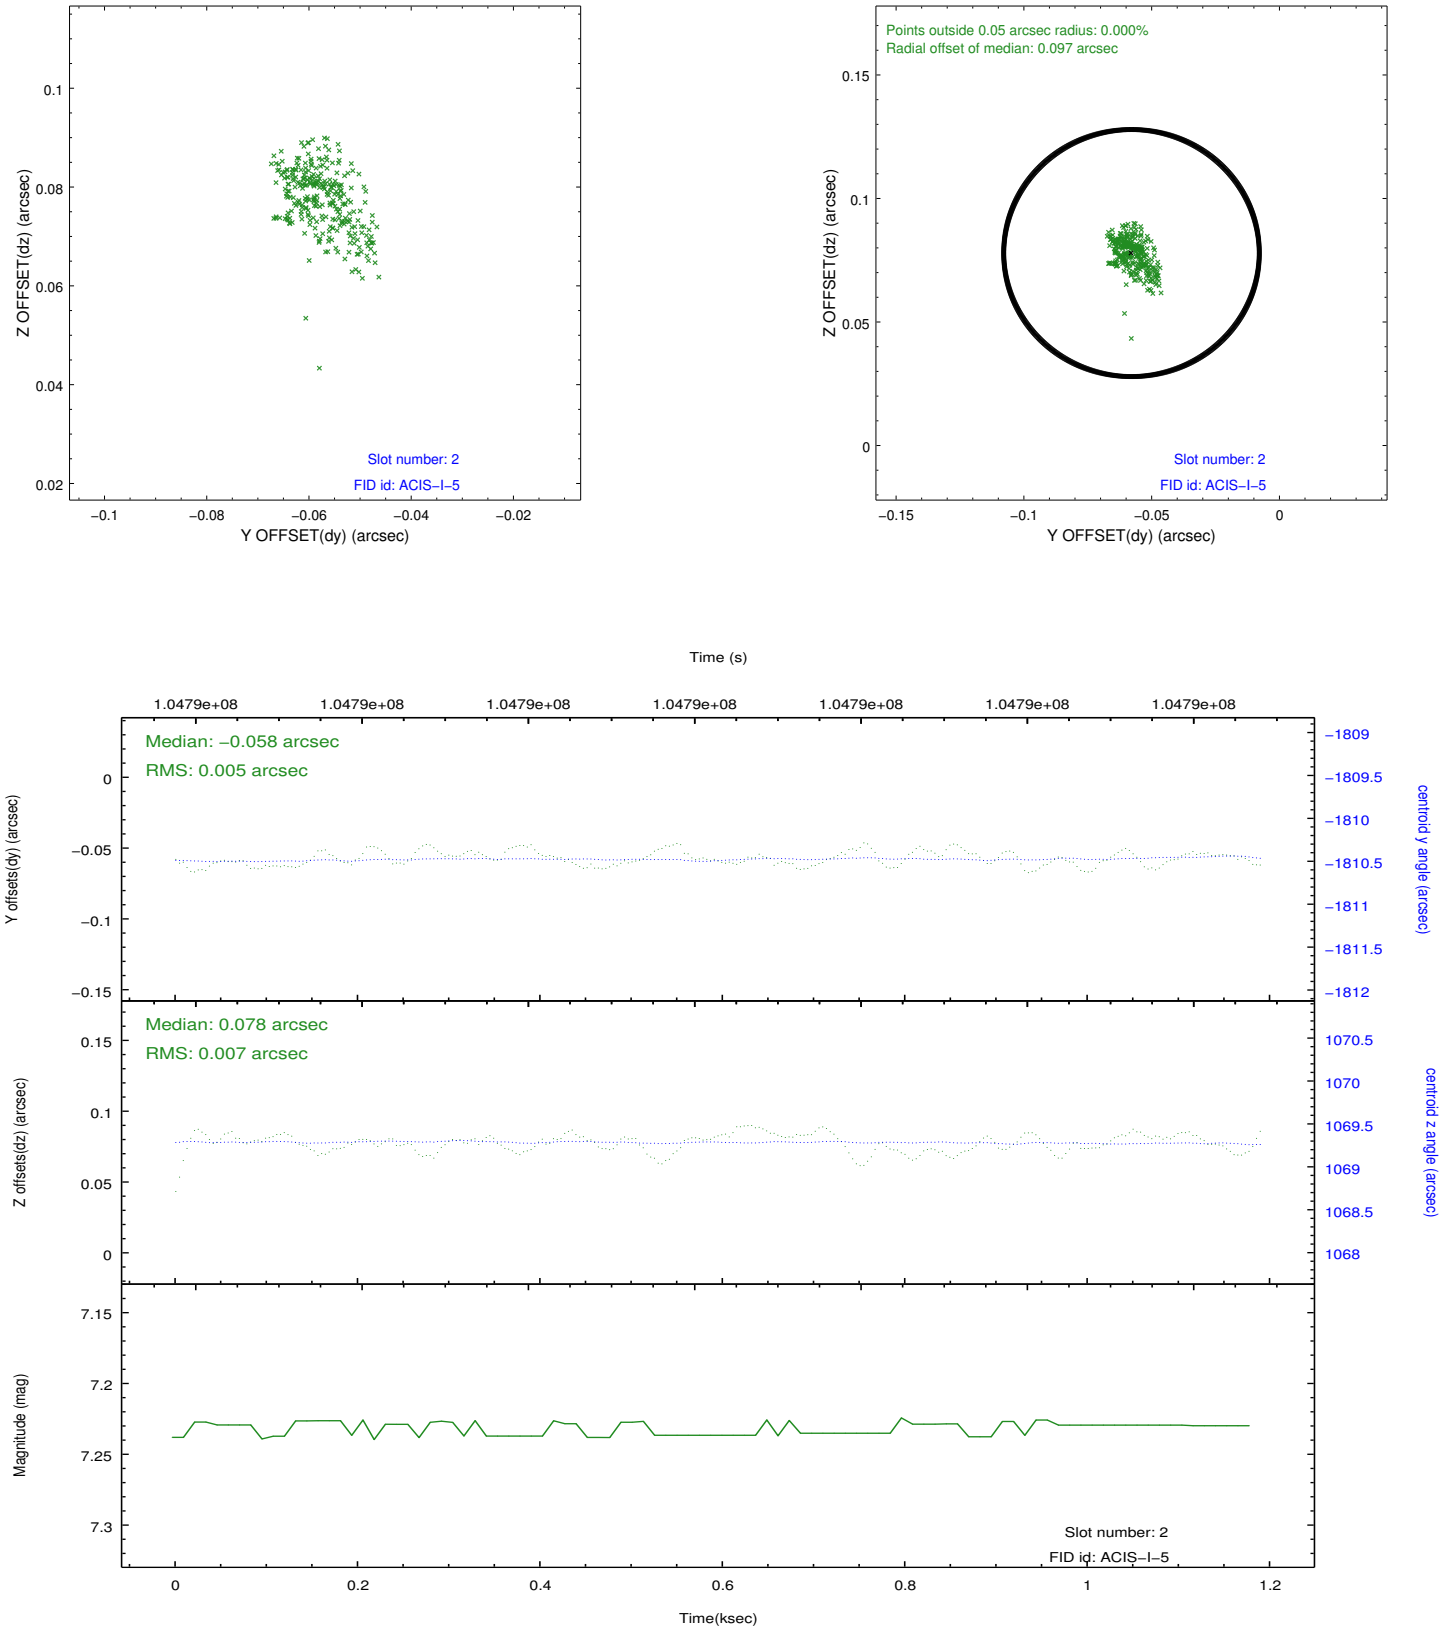 0.1
0.08
0.06
0.04
0.02
Z OFFSET(dz) (arcsec)
Slot number: 2
FID id: ACIS−I−5
−0.1
−0.08
−0.06
−0.04
−0.02
Y OFFSET(dy) (arcsec)
Points outside 0.05 arcsec radius: 0.000%
Radial offset of median: 0.097 arcsec
0.15
0.1
0.05
0
Z OFFSET(dz) (arcsec)
Slot number: 2
FID id: ACIS−I−5
−0.15
−0.1
−0.05
0
Y OFFSET(dy) (arcsec)
Time (s)
1.0479e+08
1.0479e+08
1.0479e+08
1.0479e+08
1.0479e+08
1.0479e+08
1.0479e+08
Median: −0.058 arcsec
RMS: 0.005 arcsec
0
−0.05
−0.1
−0.15
Y offsets(dy) (arcsec)
−1809
−1809.5
−1810
−1810.5
−1811
−1811.5
−1812
centroid y angle (arcsec)
Median: 0.078 arcsec
RMS: 0.007 arcsec
0.15
0.1
0.05
0
Z offsets(dz) (arcsec)
1070.5
1070
1069.5
1069
1068.5
1068
centroid z angle (arcsec)
7.15
7.2
7.25
7.3
Magnitude (mag)
Slot number: 2
FID id: ACIS−I−5
0
0.2
0.4
0.6
0.8
1
1.2
Time(ksec)